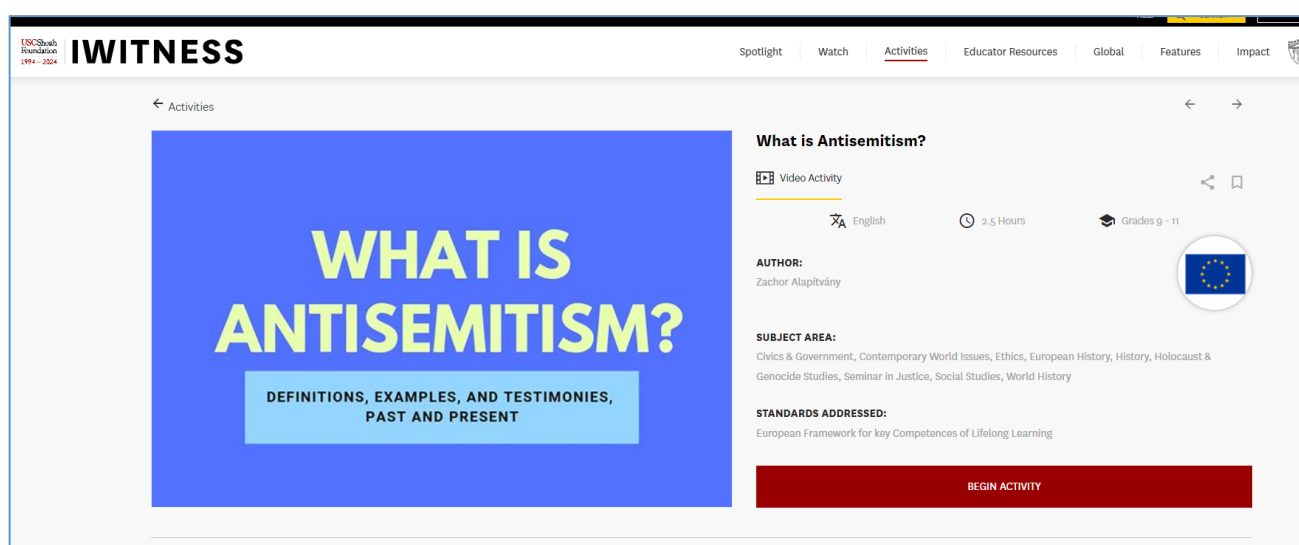 USC Shoah
Foundation
1994 – 2024
IWITNESS
Spotlight
Watch
Activities
Educator Resources
Global
Features
Impact
← Activities
← →
WHAT IS
ANTISEMITISM?
DEFINITIONS, EXAMPLES, AND TESTIMONIES,
PAST AND PRESENT
What is Antisemitism?
Video Activity
English
2.5 Hours
Grades 9 - 11
AUTHOR:
Zachor Alapítvány
SUBJECT AREA:
Civics & Government, Contemporary World Issues, Ethics, European History, History, Holocaust &
Genocide Studies, Seminar in Justice, Social Studies, World History
STANDARDS ADDRESSED:
European Framework for key Competences of Lifelong Learning
BEGIN ACTIVITY